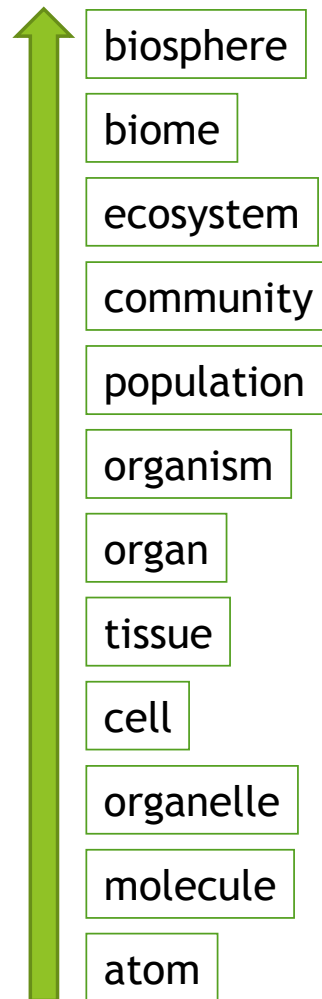 biosphere
biome
ecosystem
community
population
organism
organ
tissue
cell
organelle
molecule
atom